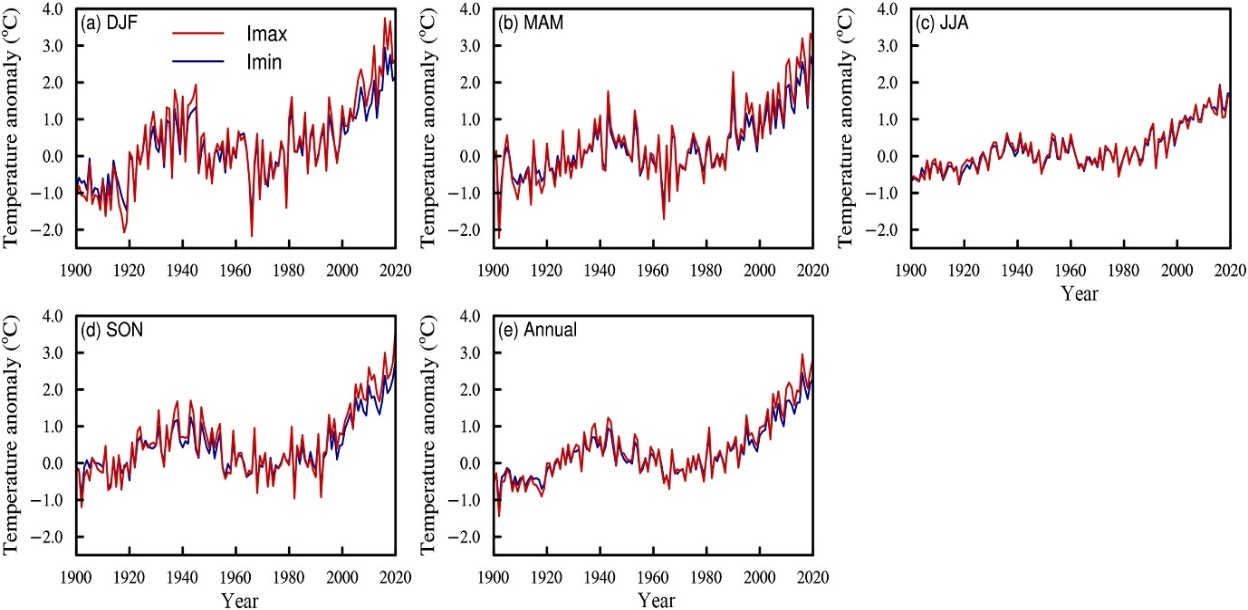 (a) DJF
Imax
Imin
Temperature anomaly (°C)
4.0
3.0
2.0
1.0
0.0
−1.0
−2.0
1900 1920 1940 1960 1980 2000 2020
(b) MAM
Temperature anomaly (°C)
4.0
3.0
2.0
1.0
0.0
−1.0
−2.0
1900 1920 1940 1960 1980 2000 2020
(c) JJA
Temperature anomaly (°C)
4.0
3.0
2.0
1.0
0.0
−1.0
−2.0
1900 1920 1940 1960 1980 2000 2020
Year
(d) SON
Temperature anomaly (°C)
4.0
3.0
2.0
1.0
0.0
−1.0
−2.0
1900 1920 1940 1960 1980 2000 2020
Year
(e) Annual
Temperature anomaly (°C)
4.0
3.0
2.0
1.0
0.0
−1.0
−2.0
1900 1920 1940 1960 1980 2000 2020
Year